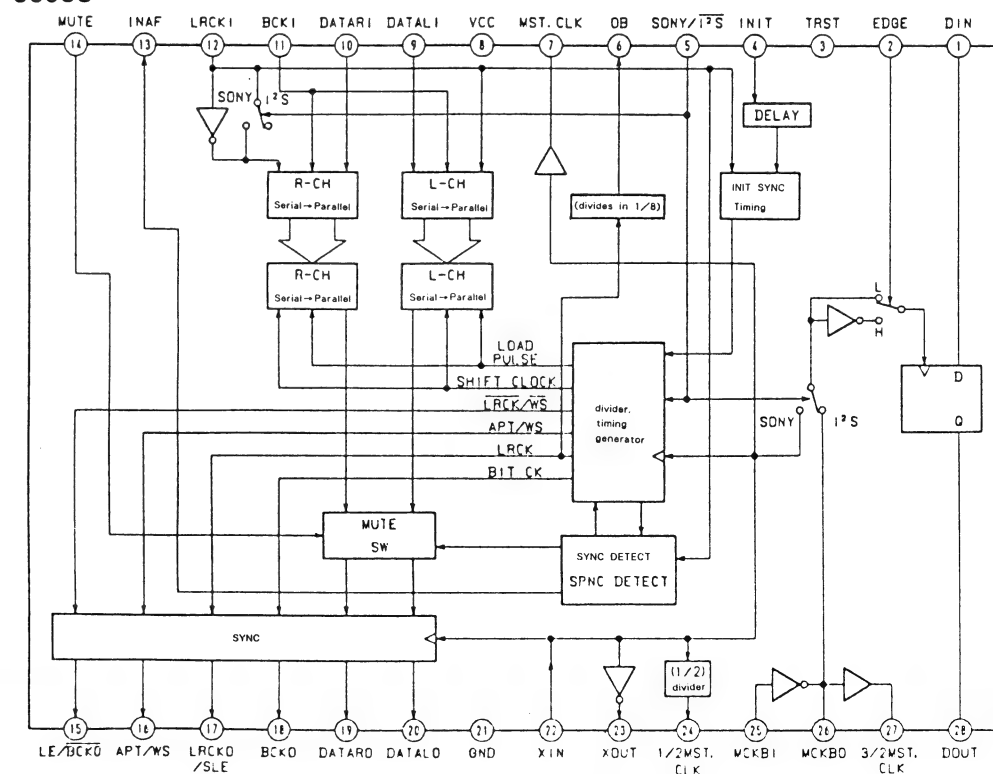 MUTE INAF LRCKI BCKI DATARI DATALI VCC MST.CLK OB SONY/I²S INIT TRST EDGE DIN
14 13 12 11 10 9 8 7 6 5 4 3 2 1
SONY I²S
DELAY
R-CH
Serial→Parallel
L-CH
Serial→Parallel
(divides in 1/8)
INIT SYNC
Timing
R-CH
Serial→Parallel
L-CH
Serial→Parallel
L
H
LOAD
PULSE
SHIFT CLOCK
LRCK/WS
APT/WS
LRCK
BIT CK
divider.
timing
generator
SONY I²S
D
Q
MUTE
SW
SYNC DETECT
SPNC DETECT
SYNC
(1/2)
divider
15 16 17 18 19 20 21 22 23 24 25 26 27 28
LE/BCKO APT/WS LRCKO BCKO DATARO DATALO GND XIN XOUT 1/2MST. MCKBI MCKBO 3/2MST. DOUT
/SLE CLK CLK